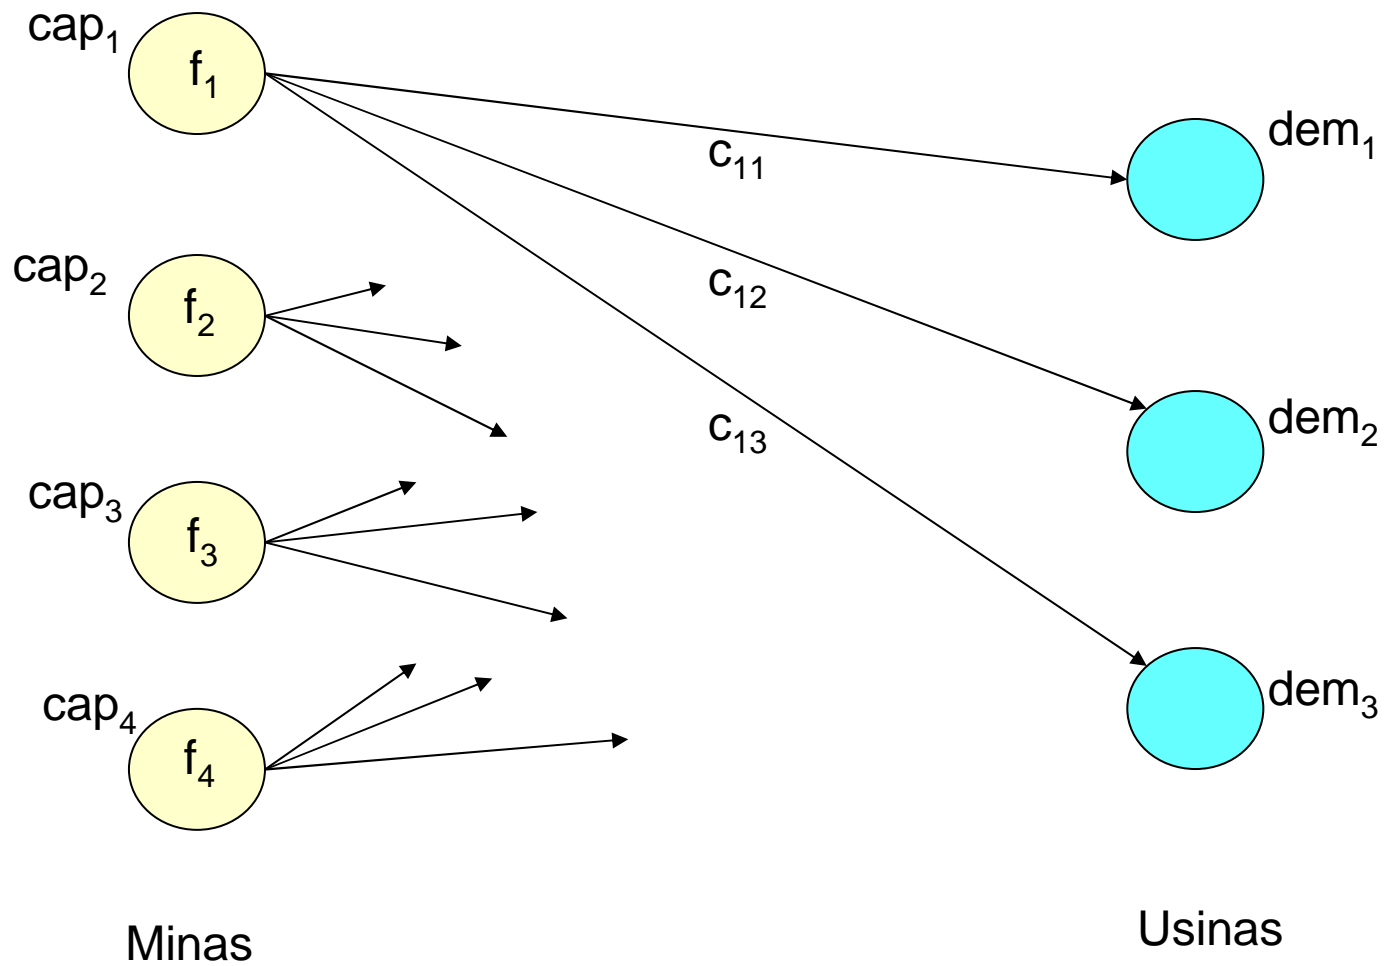 cap₁
f₁
dem₁
c₁₁
cap₂
f₂
c₁₂
dem₂
c₁₃
cap₃
f₃
cap₄
f₄
dem₃
Minas
Usinas